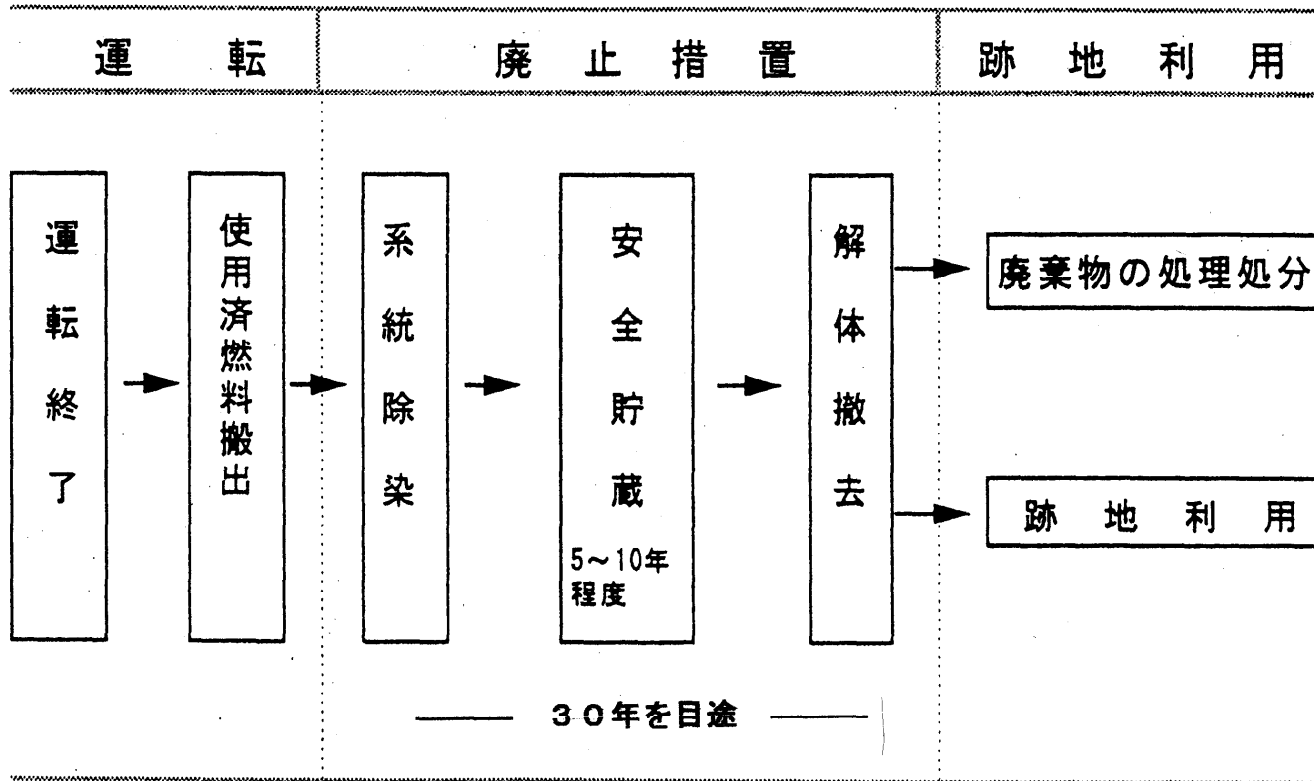 運転
廃止措置
跡地利用
運転終了
使用済燃料搬出
系統除染
安全貯蔵
5～10年
程度
解体撤去
廃棄物の処理処分
跡地利用
30年を目途